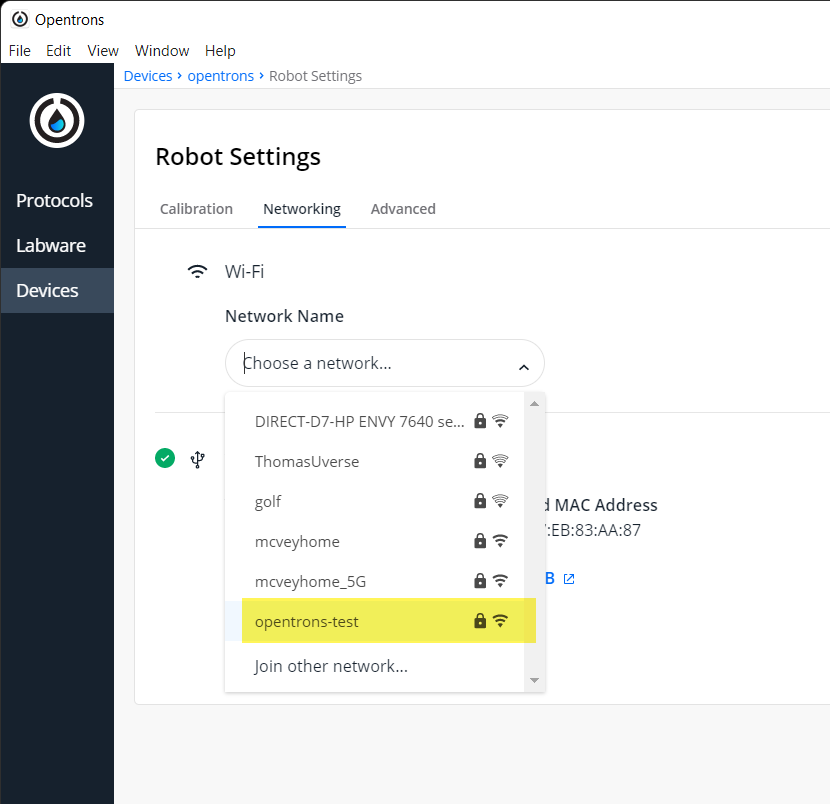 Opentrons
File Edit View Window Help
Devices › opentrons › Robot Settings
Protocols
Labware
Devices
Robot Settings
Calibration Networking Advanced
Wi-Fi
Network Name
Choose a network...
DIRECT-D7-HP ENVY 7640 se...
ThomasUverse
golf
mcveyhome
mcveyhome_5G
opentrons-test
Join other network...
d MAC Address
:EB:83:AA:87
B